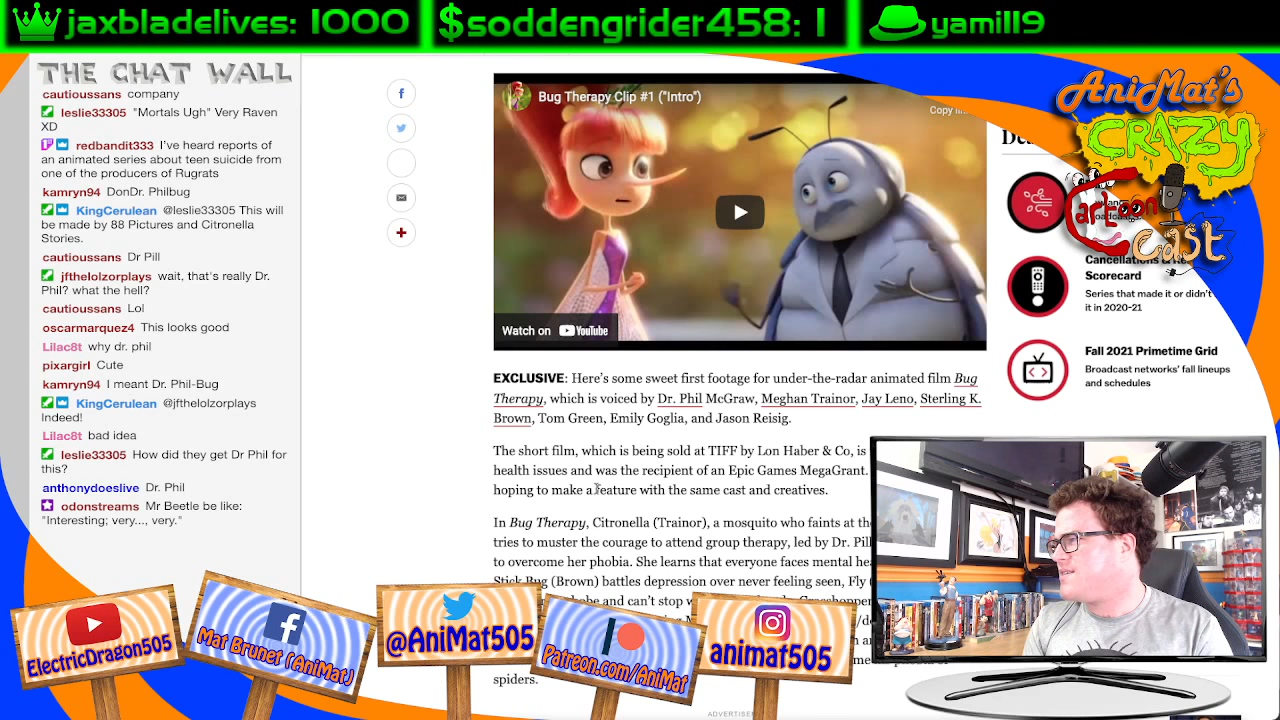 jaxbladelives: 1000
$soddengrider458: 1
yamill9
THE CHAT WALL
cautioussans company
leslie33305 "Mortals Ugh" Very Raven
XD
redbandit333 I've heard reports of
an animated series about teen suicide from
one of the producers of Rugrats
kamryn94 DonDr. Philbug
KingCerulean @leslie33305 This will
be made by 88 Pictures and Citronella
Stories.
cautioussans Dr Pill
jftholzorplays wait, that's really Dr.
Phil? what the hell?
cautioussans Lol
oscarmarquez4 This looks good
Lilac8t why dr. phil
pixargirl Cute
kamryn94 I meant Dr. Phil-Bug
KingCerulean @jfthelolzorplays
Indeed!
Lilac8t bad idea
leslie33305 How did they get Dr Phil for
this?
anthonydoeslive Dr. Phil
odonstreams Mr Beetle be like:
"Interesting; very..., very."
Bug Therapy Clip #1 ("Intro")
Copy
Watch on YouTube
EXCLUSIVE: Here's some sweet first footage for under-the-radar animated film Bug
Therapy, which is voiced by Dr. Phil McGraw, Meghan Trainor, Jay Leno, Sterling K.
Brown, Tom Green, Emily Goglia, and Jason Reisig.
The short film, which is being sold at TIFF by Lon Haber & Co, is
health issues and was the recipient of an Epic Games MegaGrant.
hoping to make a feature with the same cast and creatives.
In Bug Therapy, Citronella (Trainor), a mosquito who faints at the
tries to muster the courage to attend group therapy, led by Dr. Pill
to overcome her phobia. She learns that everyone faces mental
Stick Bug (Brown) battles depression over never feeling seen, Fly
and can't stop
spiders.
AniMat's
CRAZY
Cartoon
Cast
Cancellations &
Scorecard
Series that made it or didn't
it in 2020-21
Fall 2021 Primetime Grid
Broadcast networks' fall lineups
and schedules
ElectricDragon505
Mat Brunet (AniMat)
@AniMat505
Patreon.com/AniMat
animat505